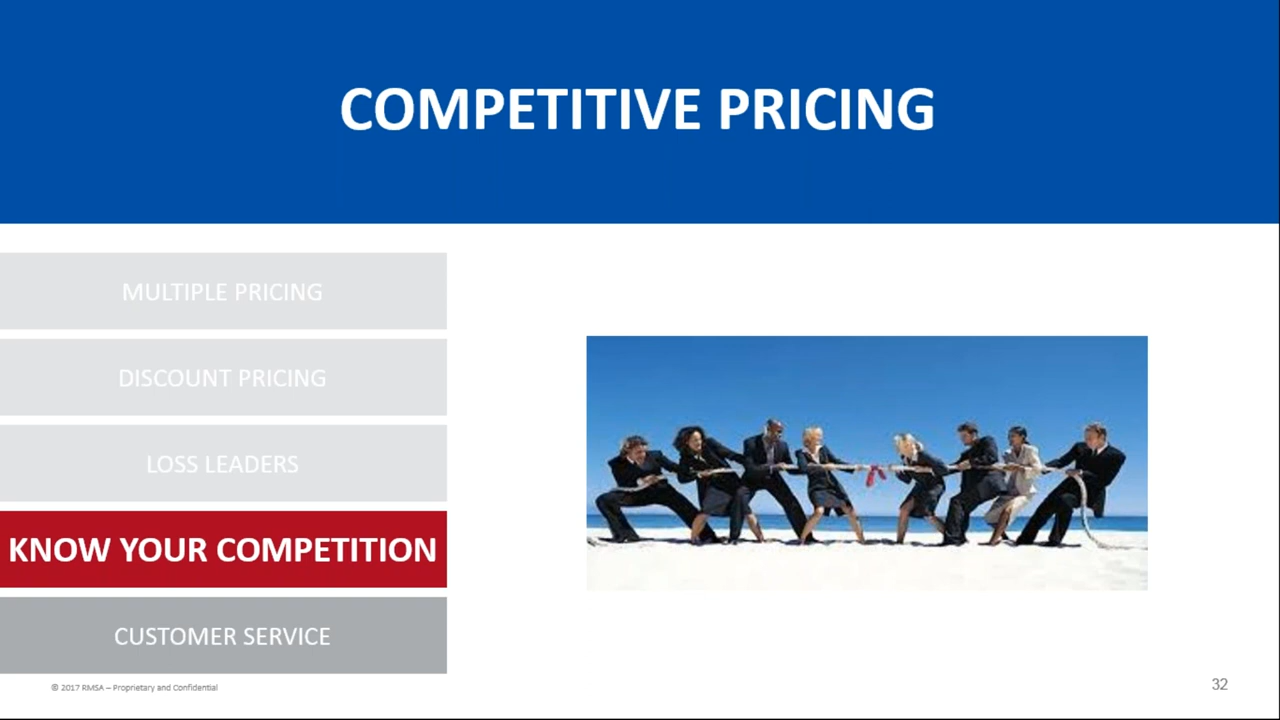 COMPETITIVE PRICING
MULTIPLE PRICING
DISCOUNT PRICING
LOSS LEADERS
KNOW YOUR COMPETITION
CUSTOMER SERVICE
© 2017 RMSA – Proprietary and Confidential
32